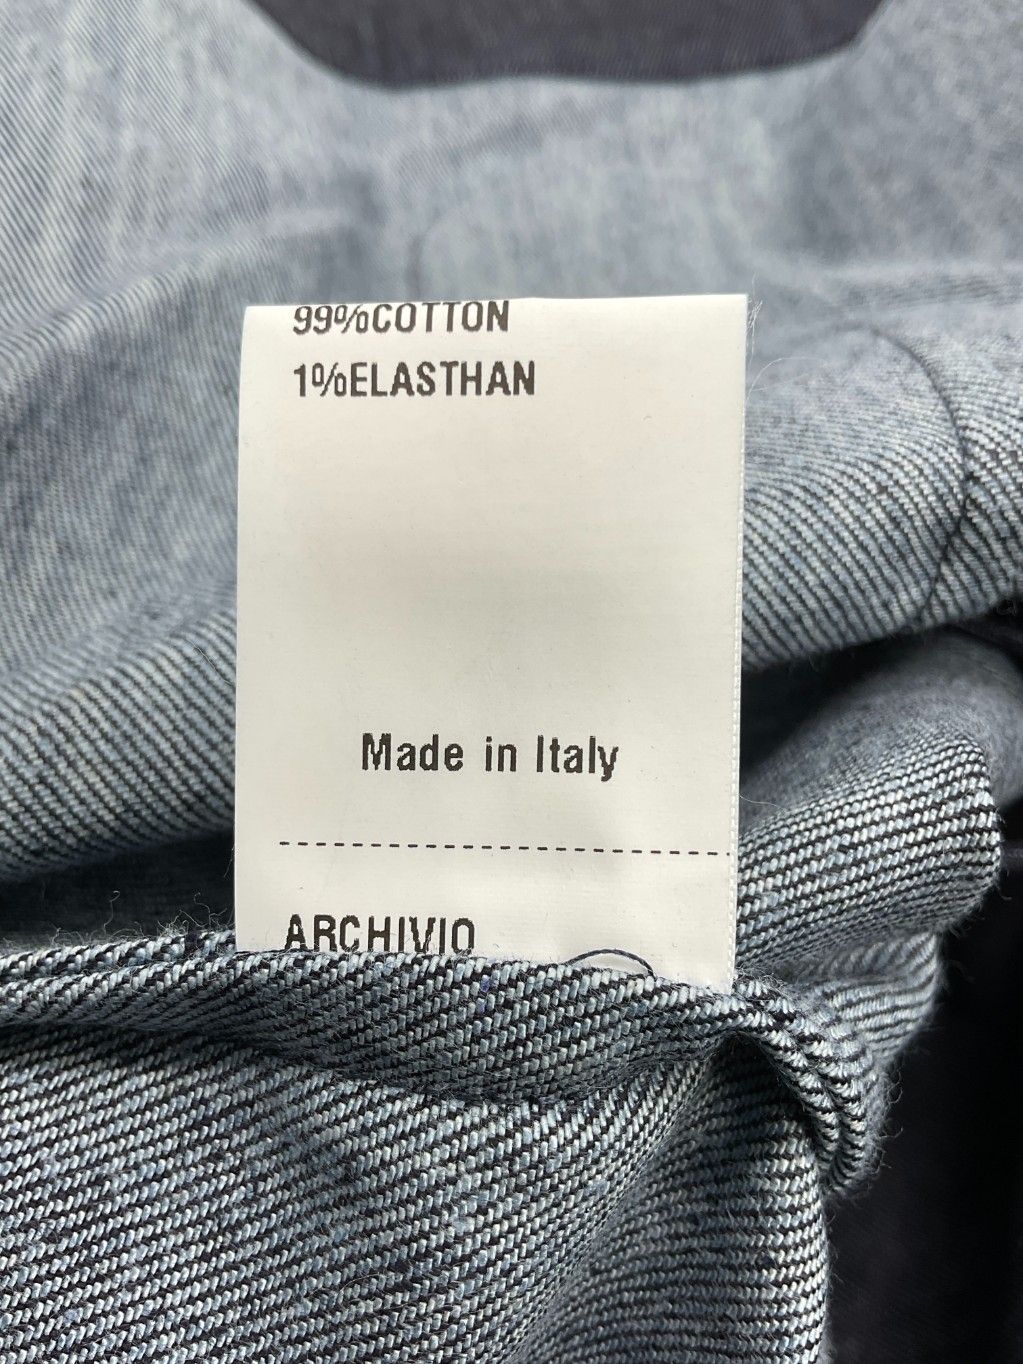 99%COTTON
1%ELASTHAN
Made in Italy
ARCHIVIO